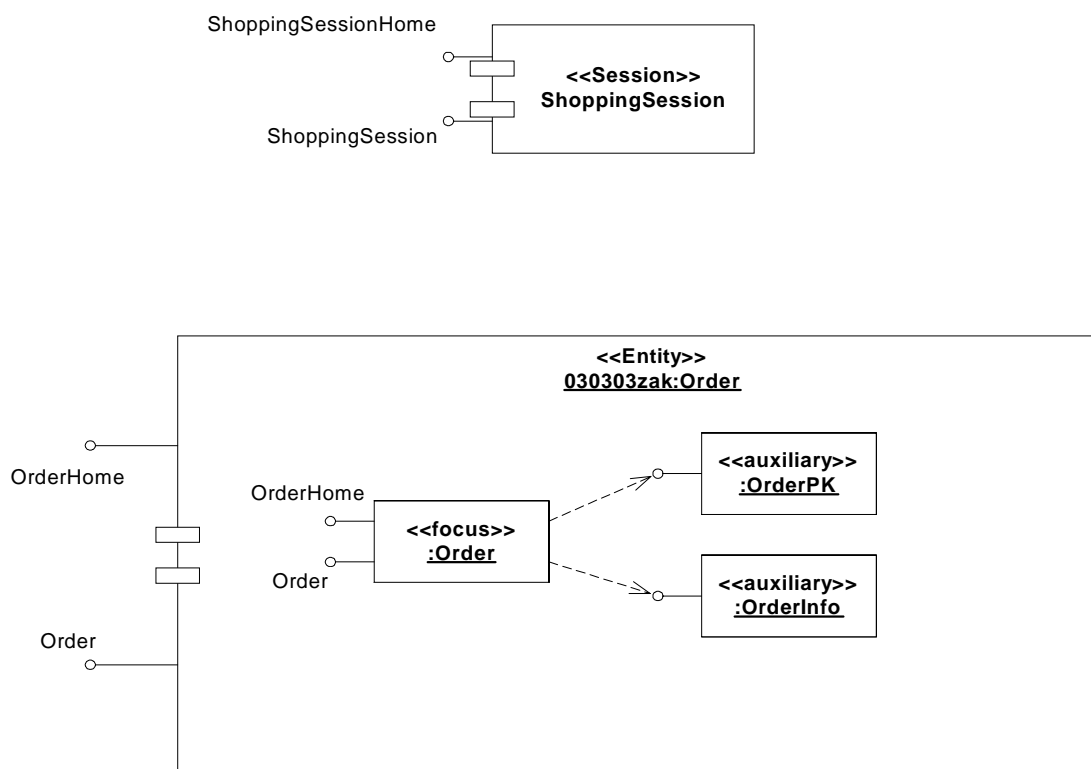 ShoppingSessionHome
<<Session>>
ShoppingSession
ShoppingSession
<<Entity>>
030303zak:Order
OrderHome
OrderHome
<<focus>>
:Order
Order
<<auxiliary>>
:OrderPK
<<auxiliary>>
:OrderInfo
Order